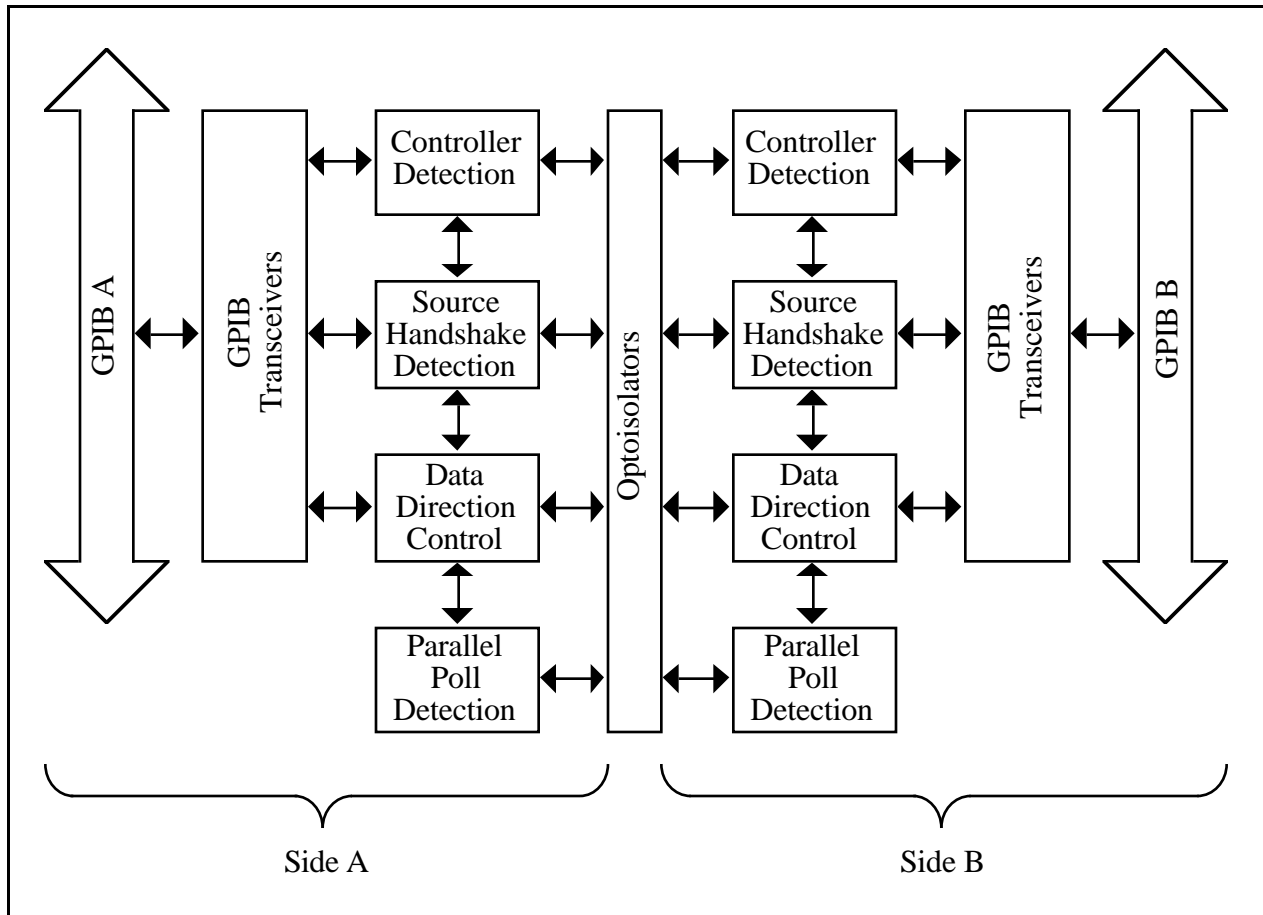 GPIB A
GPIB
Transceivers
Controller
Detection
Source
Handshake
Detection
Data
Direction
Control
Parallel
Poll
Detection
Optoisolators
Controller
Detection
Source
Handshake
Detection
Data
Direction
Control
Parallel
Poll
Detection
GPIB
Transceivers
GPIB B
Side A
Side B